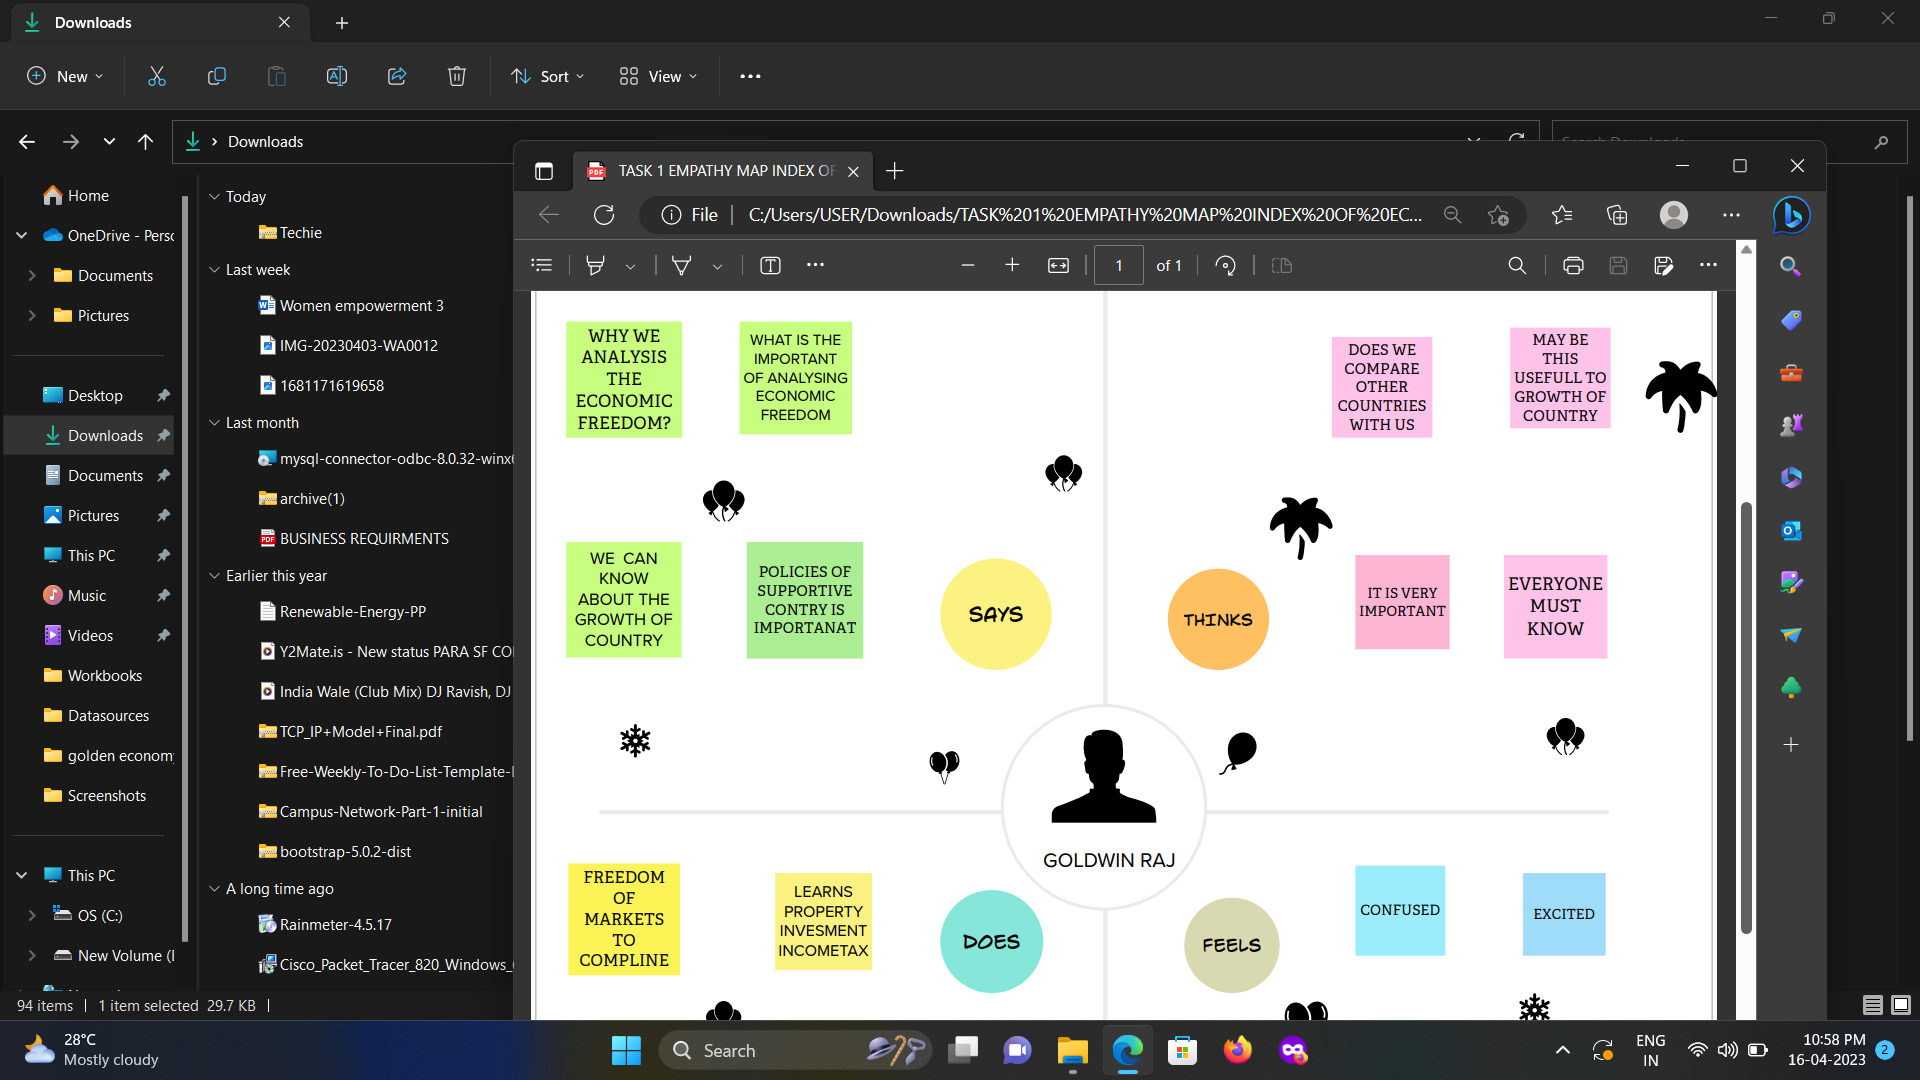 Downloads
New
Sort
View
Downloads
Home
OneDrive - Perso
Documents
Pictures
Desktop
Downloads
Documents
Pictures
This PC
Music
Videos
Workbooks
Datasources
golden economy
Screenshots
This PC
OS (C:)
New Volume (
Today
Techie
Last week
Women empowerment 3
IMG-20230403-WA0012
1681171619658
Last month
mysql-connector-odbc-8.0.32-winx6
archive(1)
BUSINESS REQUIRMENTS
Earlier this year
Renewable-Energy-PP
Y2Mate.is - New status PARA SF CO
India Wale (Club Mix) DJ Ravish, DJ
TCP_IP+Model+Final.pdf
Free-Weekly-To-Do-List-Template-
Campus-Network-Part-1-initial
bootstrap-5.0.2-dist
A long time ago
Rainmeter-4.5.17
Cisco_Packet_Tracer_820_Windows_
94 items
1 item selected 29.7 KB
TASK 1 EMPATHY MAP INDEX OF
File
C:/Users/USER/Downloads/TASK%201%20EMPATHY%20MAP%20INDEX%20OF%20EC...
1
of 1
WHY WE
ANALYSIS
THE
ECONOMIC
FREEDOM?
WHAT IS THE
IMPORTANT
OF ANALYSING
ECONOMIC
FREEDOM
DOES WE
COMPARE
OTHER
COUNTRIES
WITH US
MAY BE
THIS
USEFULL TO
GROWTH OF
COUNTRY
WE CAN
KNOW
ABOUT THE
GROWTH OF
COUNTRY
POLICIES OF
SUPPORTIVE
CONTRY IS
IMPORTANAT
SAYS
THINKS
IT IS VERY
IMPORTANT
EVERYONE
MUST
KNOW
GOLDWIN RAJ
FREEDOM
OF
MARKETS
TO
COMPLINE
LEARNS
PROPERTY
INVESMENT
INCOMETAX
DOES
FEELS
CONFUSED
EXCITED
28°C
Mostly cloudy
Search
ENG
IN
10:58 PM
16-04-2023
2